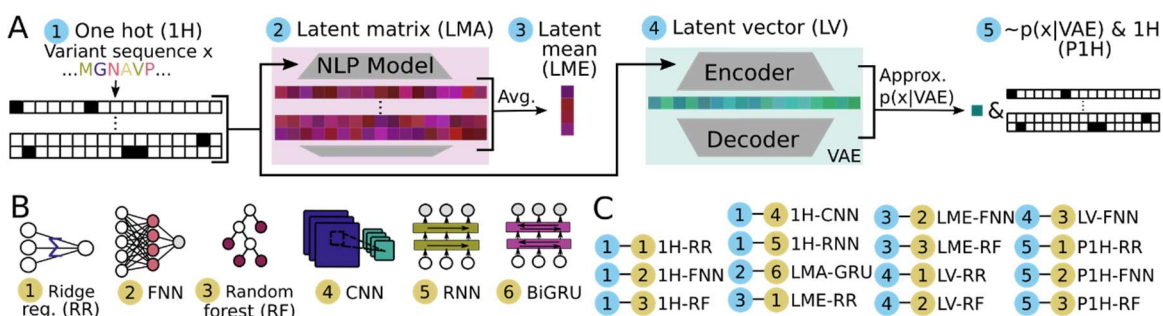 A
1 One hot (1H)
Variant sequence x
...MGNAVP...
2 Latent matrix (LMA)
NLP Model
Avg.
3 Latent
mean
(LME)
4 Latent vector (LV)
Encoder
Decoder
VAE
Approx.
p(x|VAE)
&
5 ~p(x|VAE) & 1H
(P1H)
B
1 Ridge
reg. (RR)
2 FNN
3 Random
forest (RF)
4 CNN
5 RNN
6 BiGRU
C
1 1 1H-RR
1 2 1H-FNN
1 3 1H-RF
1 4 1H-CNN
1 5 1H-RNN
2 6 LMA-GRU
3 1 LME-RR
3 2 LME-FNN
3 3 LME-RF
4 1 LV-RR
4 2 LV-RF
4 3 LV-FNN
5 1 P1H-RR
5 2 P1H-FNN
5 3 P1H-RF